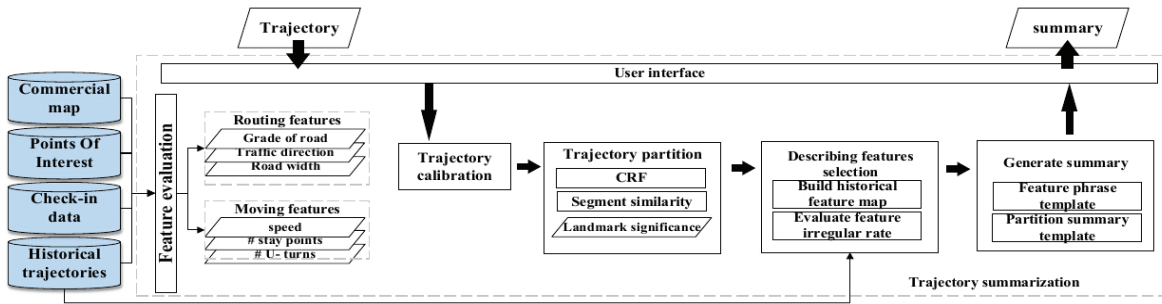 Trajectory
summary
User interface
Commercial
map
Points Of
Interest
Check-in
data
Historical
trajectories
Feature evaluation
Routing features
Grade of road
Traffic direction
Road width
Moving features
speed
# stay points
# U- turns
Trajectory
calibration
Trajectory partition
CRF
Segment similarity
Landmark significance
Describing features
selection
Build historical
feature map
Evaluate feature
irregular rate
Generate summary
Feature phrase
template
Partition summary
template
Trajectory summarization